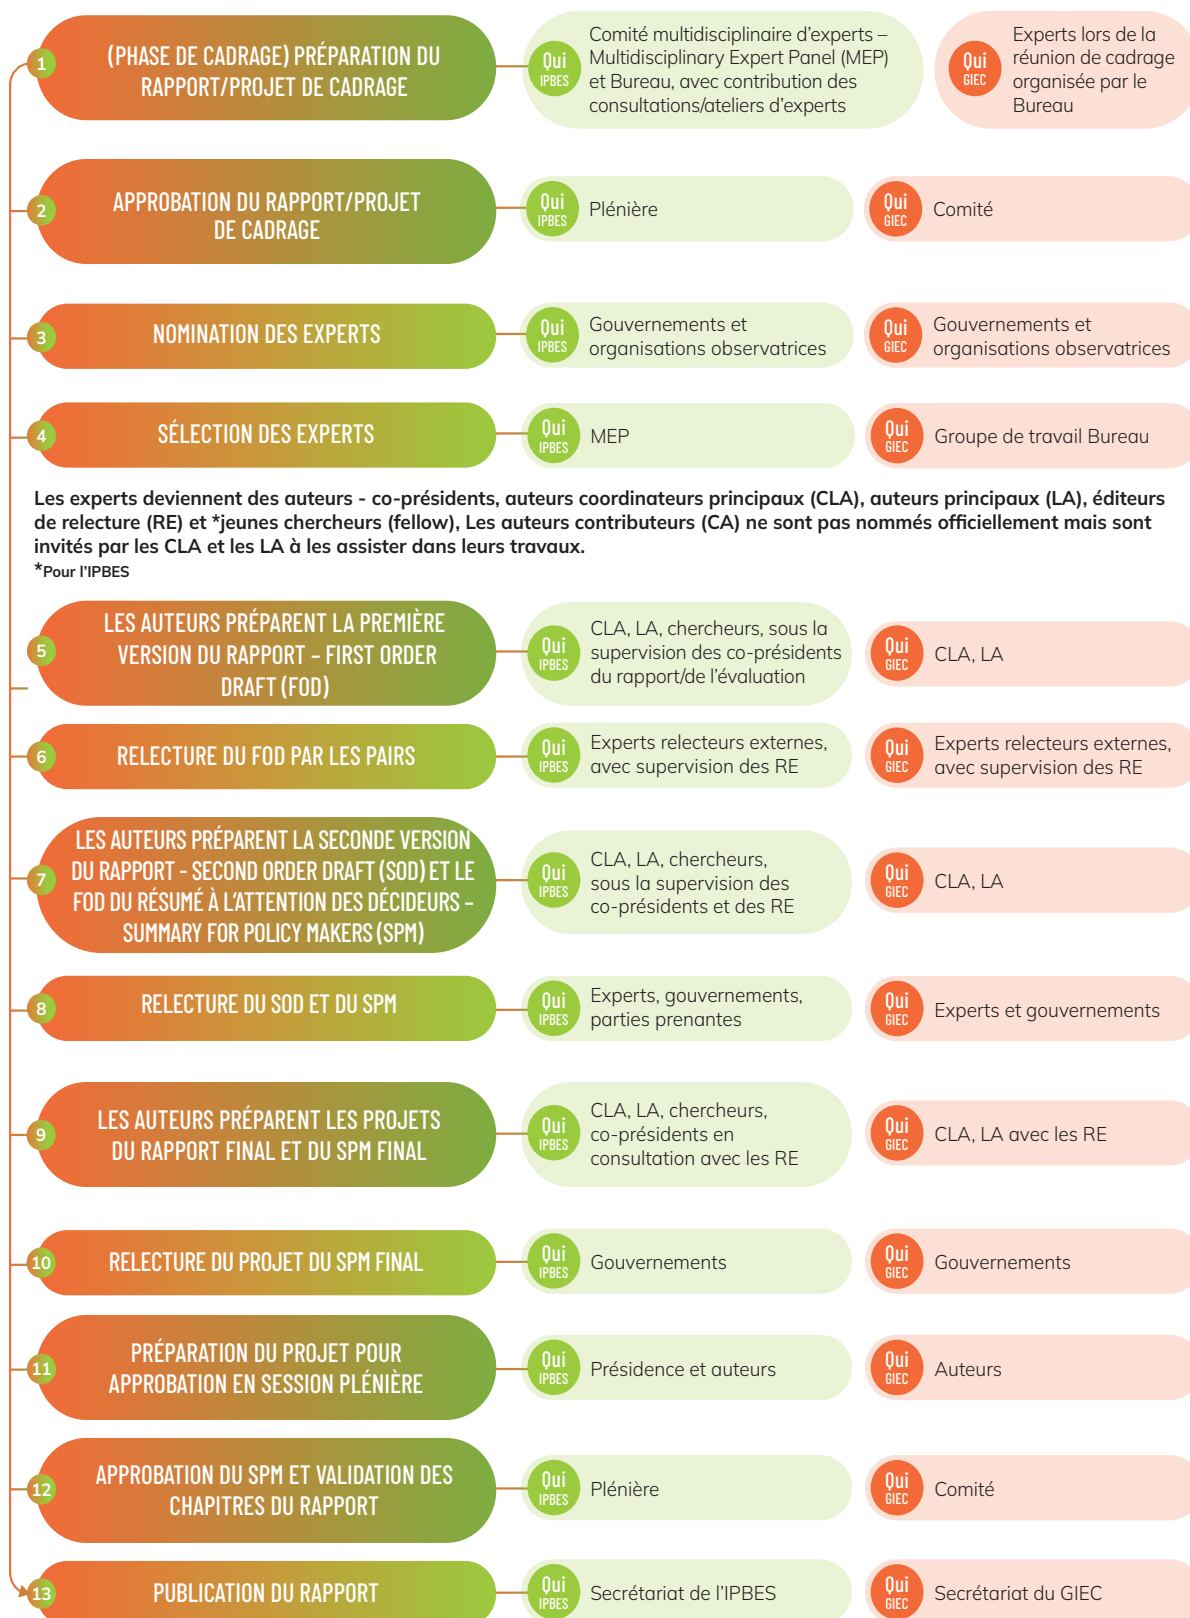 1
(PHASE DE CADRAGE) PRÉPARATION DU
RAPPORT/PROJET DE CADRAGE
Qui
IPBES
Comité multidisciplinaire d'experts –
Multidisciplinary Expert Panel (MEP)
et Bureau, avec contribution des
consultations/ateliers d'experts
Qui
GIEC
Experts lors de la
réunion de cadrage
organisée par le
Bureau
2
APPROBATION DU RAPPORT/PROJET
DE CADRAGE
Qui
IPBES
Plénière
Qui
GIEC
Comité
3
NOMINATION DES EXPERTS
Qui
IPBES
Gouvernements et
organisations observatrices
Qui
GIEC
Gouvernements et
organisations observatrices
4
SÉLECTION DES EXPERTS
Qui
IPBES
MEP
Qui
GIEC
Groupe de travail Bureau
Les experts deviennent des auteurs - co-présidents, auteurs coordinateurs principaux (CLA), auteurs principaux (LA), éditeurs
de relecture (RE) et *jeunes chercheurs (fellow), Les auteurs contributeurs (CA) ne sont pas nommés officiellement mais sont
invités par les CLA et les LA à les assister dans leurs travaux.
*Pour l'IPBES
5
LES AUTEURS PRÉPARENT LA PREMIÈRE
VERSION DU RAPPORT – FIRST ORDER
DRAFT (FOD)
Qui
IPBES
CLA, LA, chercheurs, sous la
supervision des co-présidents
du rapport/de l'évaluation
Qui
GIEC
CLA, LA
6
RELECTURE DU FOD PAR LES PAIRS
Qui
IPBES
Experts relecteurs externes,
avec supervision des RE
Qui
GIEC
Experts relecteurs externes,
avec supervision des RE
7
LES AUTEURS PRÉPARENT LA SECONDE VERSION
DU RAPPORT - SECOND ORDER DRAFT (SOD) ET LE
FOD DU RÉSUMÉ À L'ATTENTION DES DÉCIDEURS –
SUMMARY FOR POLICY MAKERS (SPM)
Qui
IPBES
CLA, LA, chercheurs,
sous la supervision des
co-présidents et des RE
Qui
GIEC
CLA, LA
8
RELECTURE DU SOD ET DU SPM
Qui
IPBES
Experts, gouvernements,
parties prenantes
Qui
GIEC
Experts et gouvernements
9
LES AUTEURS PRÉPARENT LES PROJETS
DU RAPPORT FINAL ET DU SPM FINAL
Qui
IPBES
CLA, LA, chercheurs,
co-présidents en
consultation avec les RE
Qui
GIEC
CLA, LA avec les RE
10
RELECTURE DU PROJET DU SPM FINAL
Qui
IPBES
Gouvernements
Qui
GIEC
Gouvernements
11
PRÉPARATION DU PROJET POUR
APPROBATION EN SESSION PLÉNIÈRE
Qui
IPBES
Présidence et auteurs
Qui
GIEC
Auteurs
12
APPROBATION DU SPM ET VALIDATION DES
CHAPITRES DU RAPPORT
Qui
IPBES
Plénière
Qui
GIEC
Comité
13
PUBLICATION DU RAPPORT
Qui
IPBES
Secrétariat de l'IPBES
Qui
GIEC
Secrétariat du GIEC